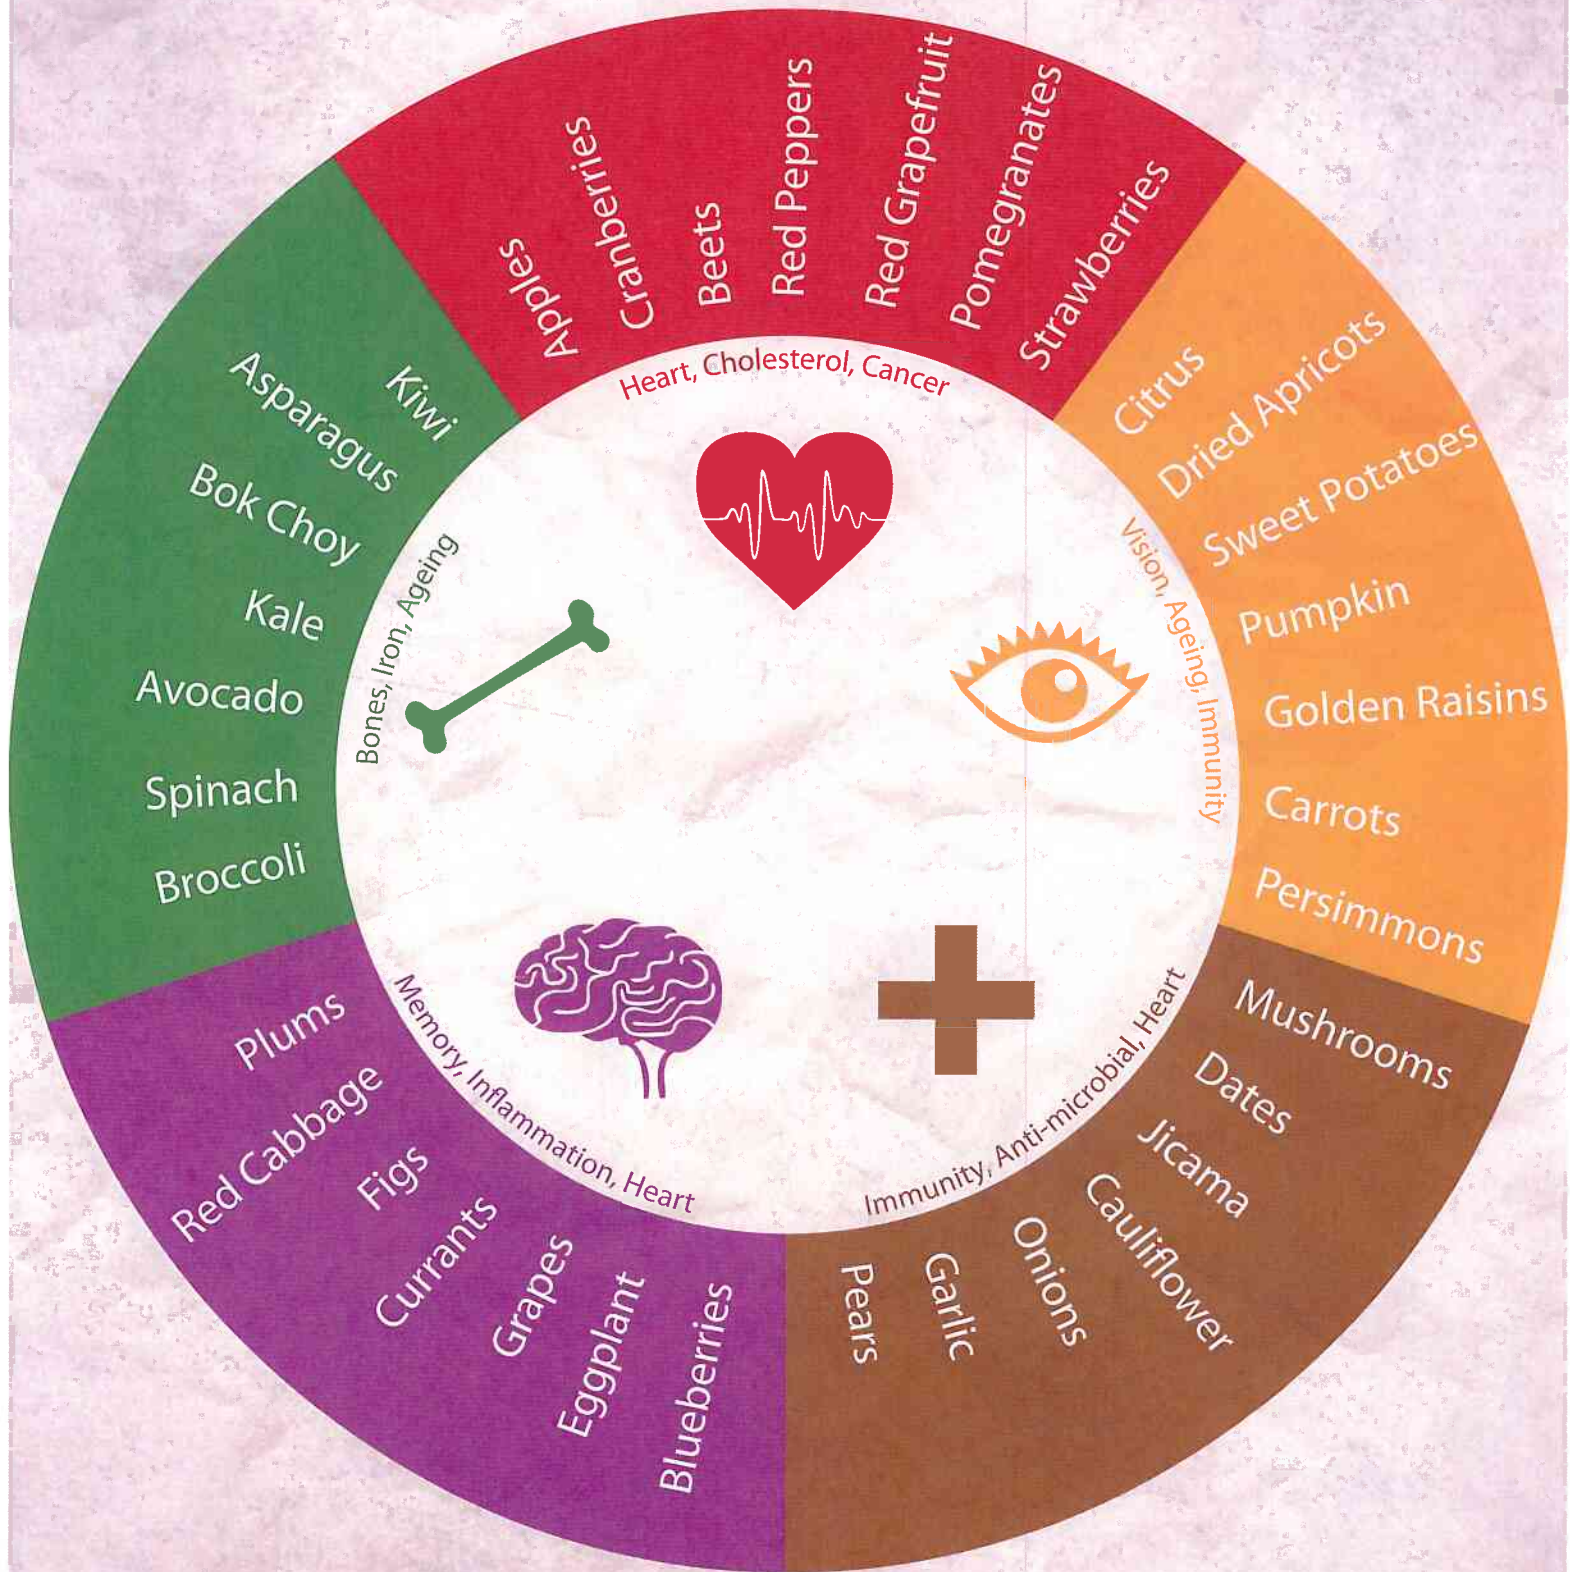 Apples
Cranberries
Beets
Red Peppers
Red Grapefruit
Pomegranates
Strawberries
Heart, Cholesterol, Cancer
Citrus
Dried Apricots
Sweet Potatoes
Pumpkin
Golden Raisins
Carrots
Persimmons
Vision, Ageing, Immunity
Mushrooms
Dates
Jicama
Cauliflower
Onions
Garlic
Pears
Immunity, Anti-microbial, Heart
Blueberries
Eggplant
Grapes
Currants
Figs
Red Cabbage
Plums
Memory, Inflammation, Heart
Broccoli
Spinach
Avocado
Kale
Bok Choy
Asparagus
Kiwi
Bones, Iron, Ageing